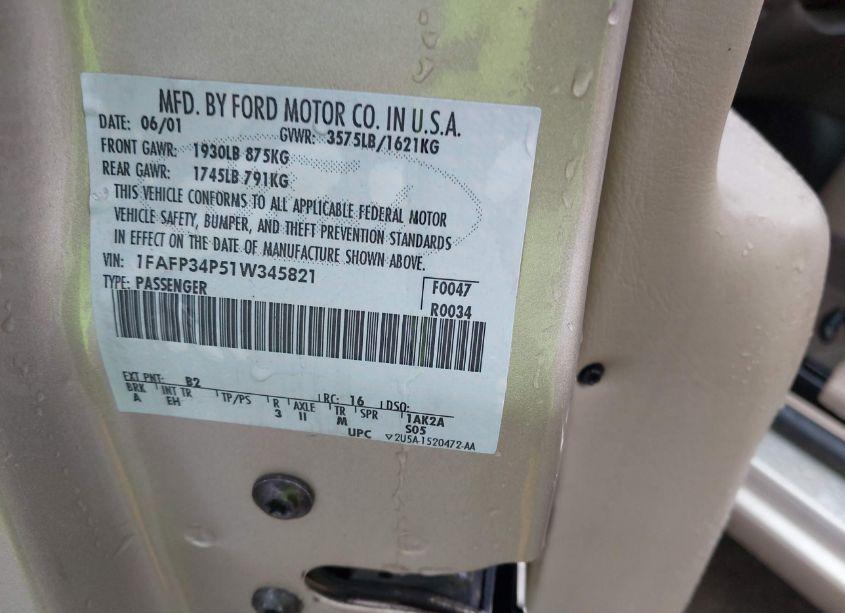 MFD. BY FORD MOTOR CO. IN U.S.A.
DATE: 06/01 GVWR: 3575LB/1621KG
FRONT GAWR: 1930LB 875KG
REAR GAWR: 1745LB 791KG
THIS VEHICLE CONFORMS TO ALL APPLICABLE FEDERAL MOTOR
VEHICLE SAFETY, BUMPER, AND THEFT PREVENTION STANDARDS
IN EFFECT ON THE DATE OF MANUFACTURE SHOWN ABOVE.
VIN: 1FAFP34P51W345821
TYPE: PASSENGER F0047
R0034
EXT PNT: B2 RC: 16 DSO:
BRK INT TR TP/PS R AXLE TR SPR 1AK2A
A EH 3 II M S05
UPC ▽2U5A-1520472-AA